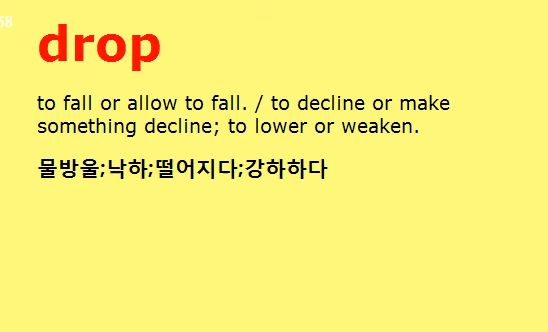 58
drop
to fall or allow to fall. / to decline or make
something decline; to lower or weaken.
물방울;낙하;떨어지다;강하하다